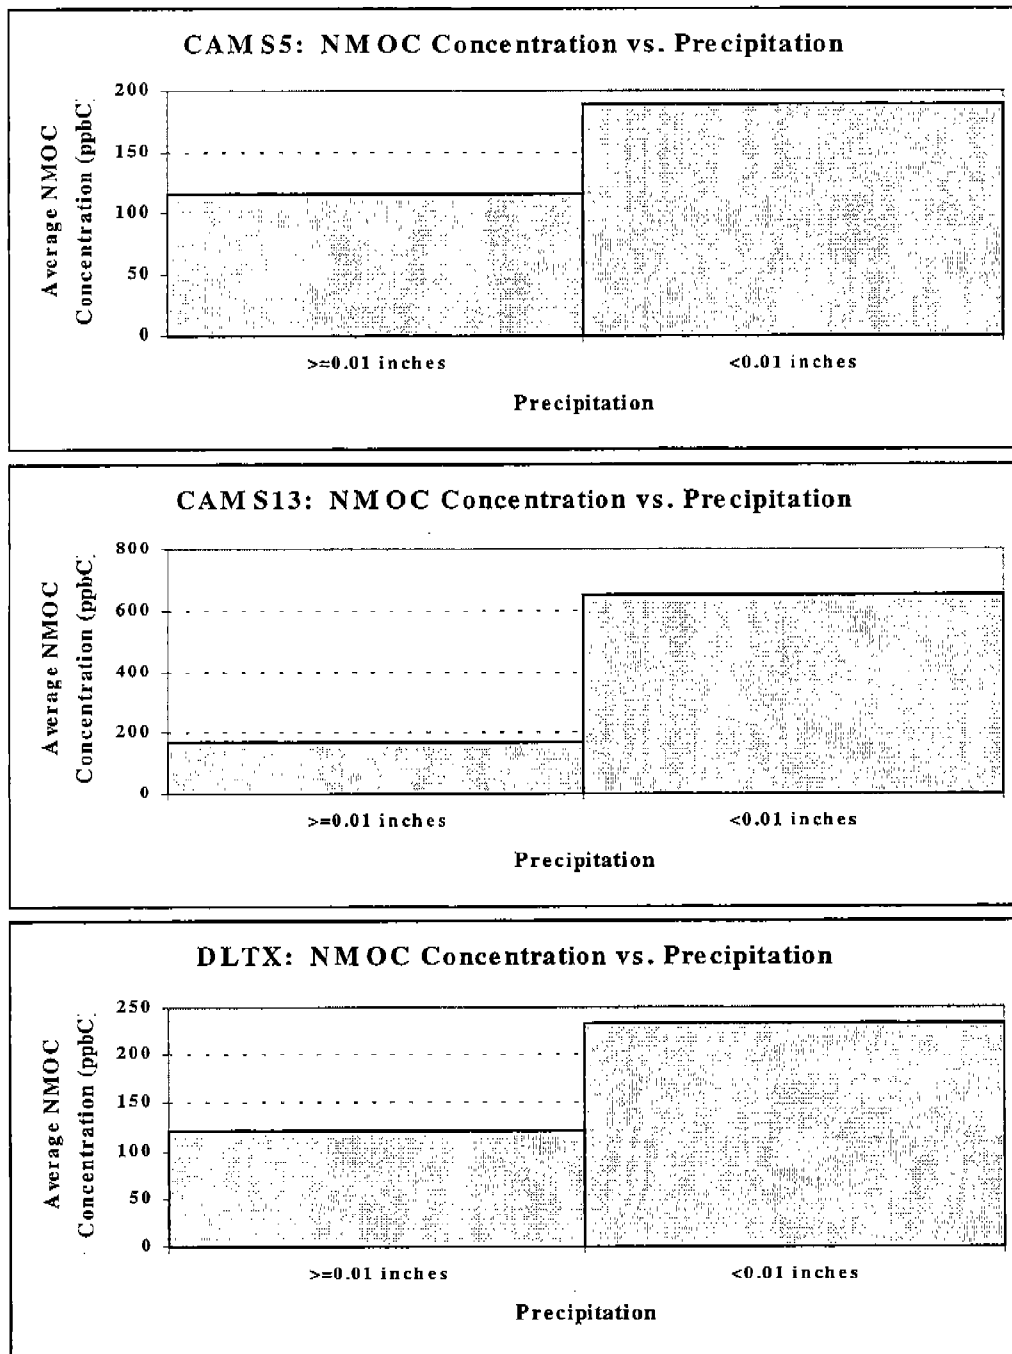 CAMS5: NMOC Concentration vs. Precipitation
Average NMOC
Concentration (ppbC)
200
150
100
50
0
>=0.01 inches
<0.01 inches
Precipitation
CAMS13: NMOC Concentration vs. Precipitation
Average NMOC
Concentration (ppbC)
800
600
400
200
0
>=0.01 inches
<0.01 inches
Precipitation
DLTX: NMOC Concentration vs. Precipitation
Average NMOC
Concentration (ppbC)
250
200
150
100
50
0
>=0.01 inches
<0.01 inches
Precipitation